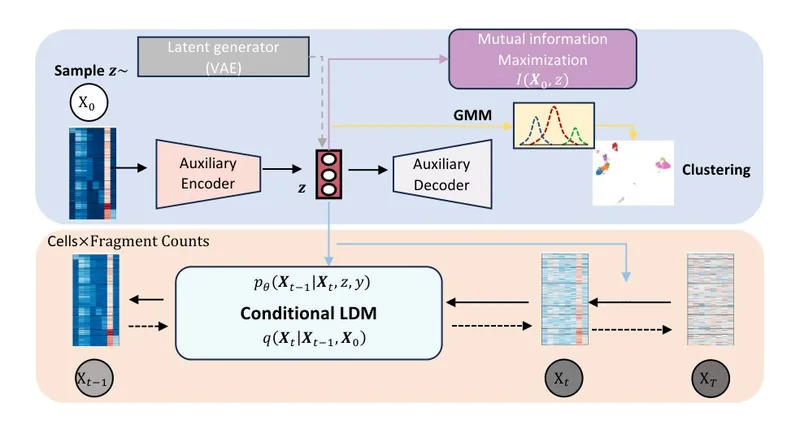 Latent generator
(VAE)
Mutual information
Maximization
I(X₀, z)
Sample z~
X₀
GMM
Auxiliary
Encoder
z
Auxiliary
Decoder
Clustering
Cells×Fragment Counts
pθ(Xₜ₋₁|Xₜ, z, y)
Conditional LDM
q(Xₜ|Xₜ₋₁, X₀)
Xₜ₋₁
Xₜ
X_T